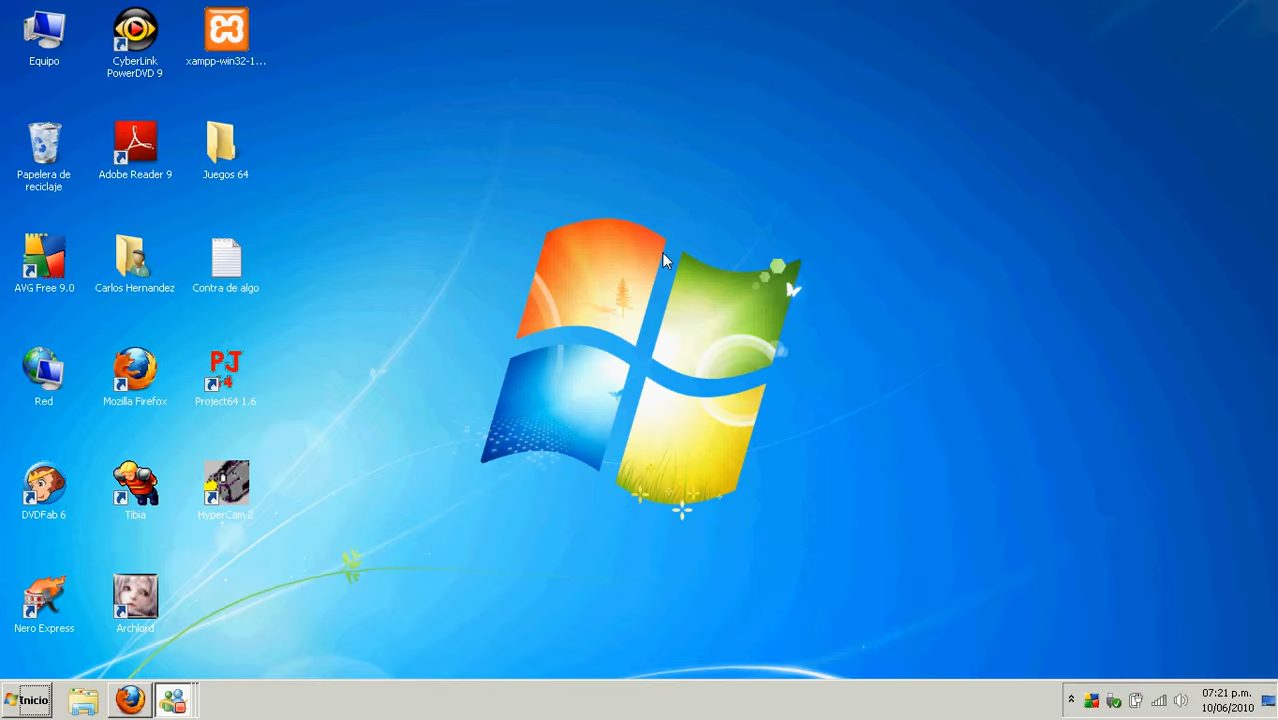 Equipo
CyberLink
PowerDVD 9
xampp-win32-1...
Papelera de
reciclaje
Adobe Reader 9
Juegos 64
AVG Free 9.0
Carlos Hernandez
Contra de algo
Red
Mozilla Firefox
PJ
64
Project64 1.6
DVDFab 6
Tibia
HyperCam 2
Nero Express
Archlord
Inicio
07:21 p.m.
10/06/2010